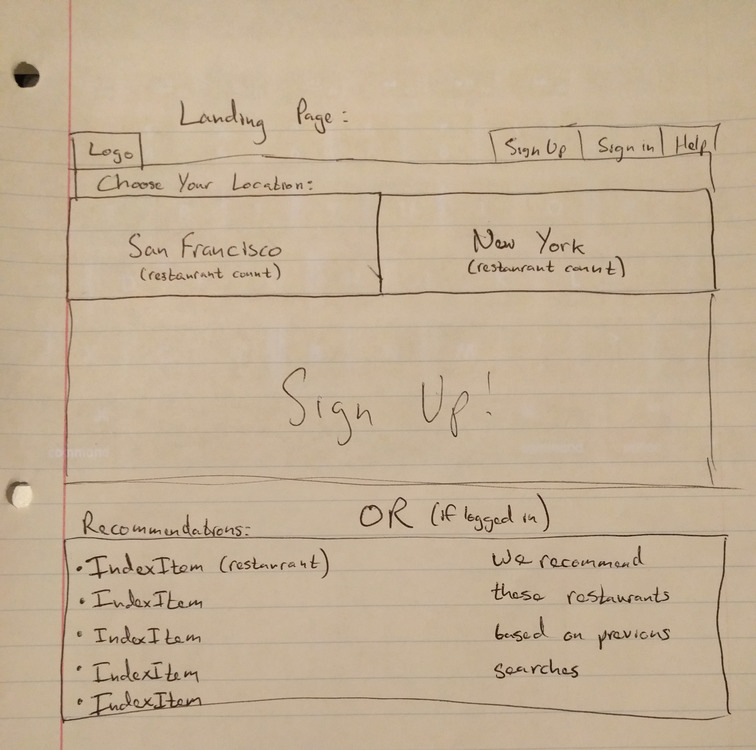 Landing Page:
Logo
Sign Up
Sign in
Help
Choose Your Location:
San Francisco
(restaurant count)
New York
(restaurant count)
Sign Up!
OR (if logged in)
Recommendations:
• IndexItem (restaurant)
• IndexItem
• IndexItem
• IndexItem
• IndexItem
We recommend
these restaurants
based on previous
searches